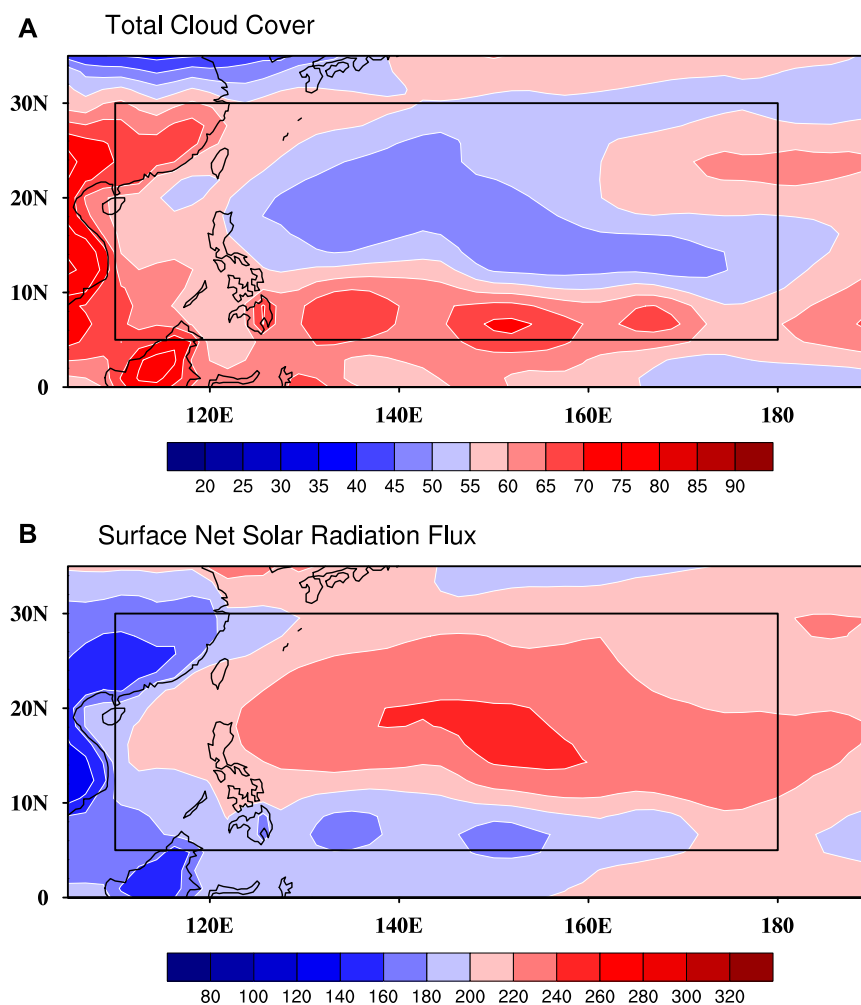 A Total Cloud Cover
30N
20N
10N
0
120E 140E 160E 180
20 25 30 35 40 45 50 55 60 65 70 75 80 85 90
B Surface Net Solar Radiation Flux
30N
20N
10N
0
120E 140E 160E 180
80 100 120 140 160 180 200 220 240 260 280 300 320